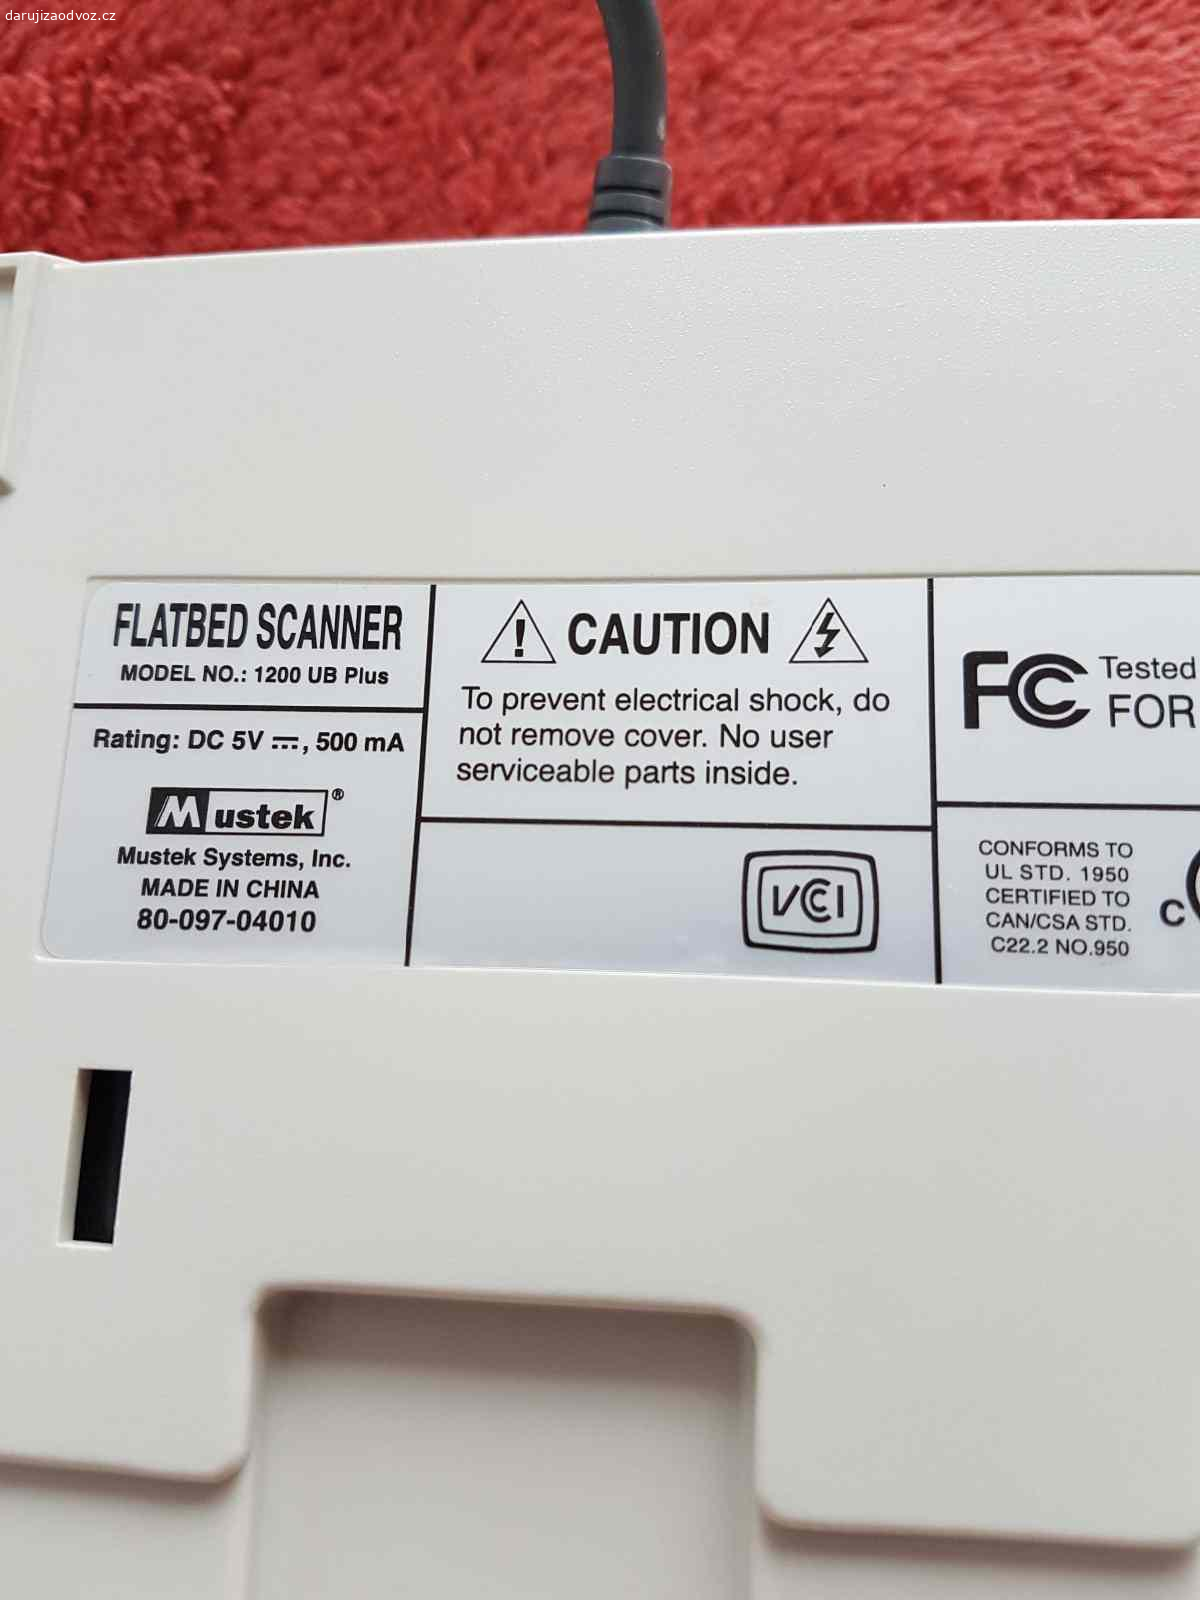 darujizaodvoz.cz
FLATBED SCANNER
MODEL NO.: 1200 UB Plus
Rating: DC 5V ⎓, 500 mA
Mustek®
Mustek Systems, Inc.
MADE IN CHINA
80-097-04010
! CAUTION
To prevent electrical shock, do
not remove cover. No user
serviceable parts inside.
VCCI
FC Tested
FOR
CONFORMS TO
UL STD. 1950
CERTIFIED TO
CAN/CSA STD.
C22.2 NO.950
C